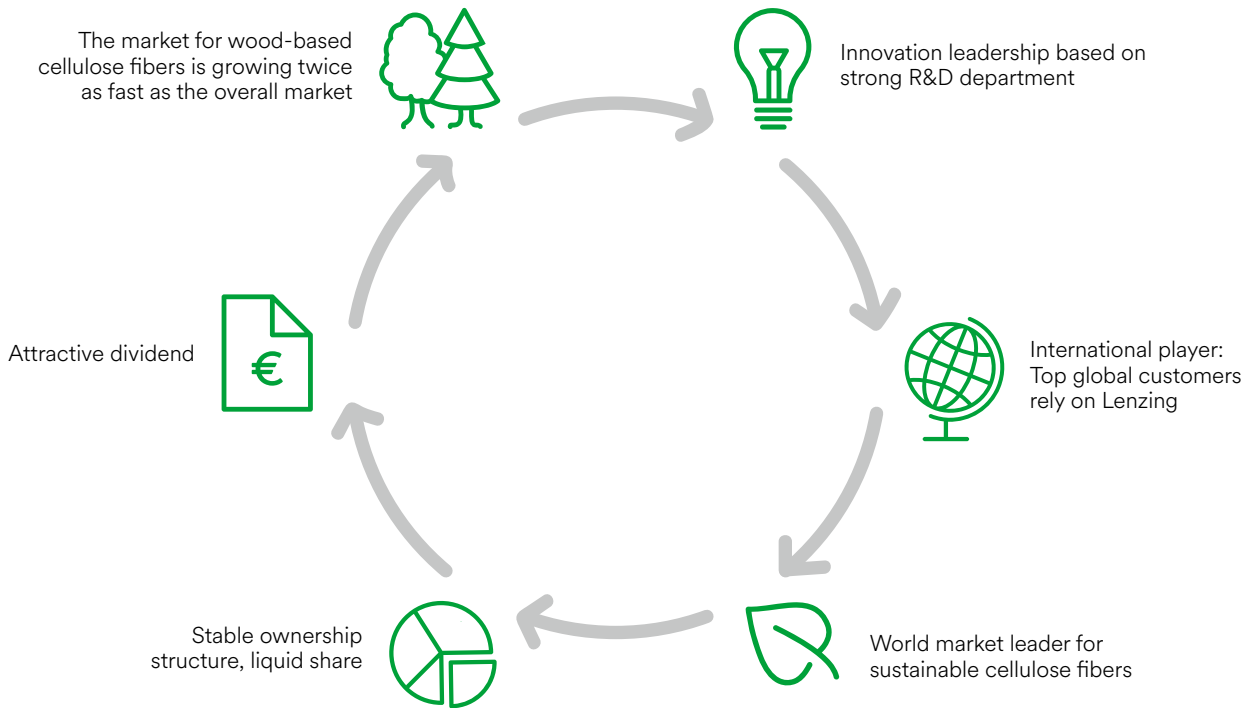 The market for wood-based
cellulose fibers is growing twice
as fast as the overall market
Innovation leadership based on
strong R&D department
International player:
Top global customers
rely on Lenzing
World market leader for
sustainable cellulose fibers
Stable ownership
structure, liquid share
Attractive dividend
€